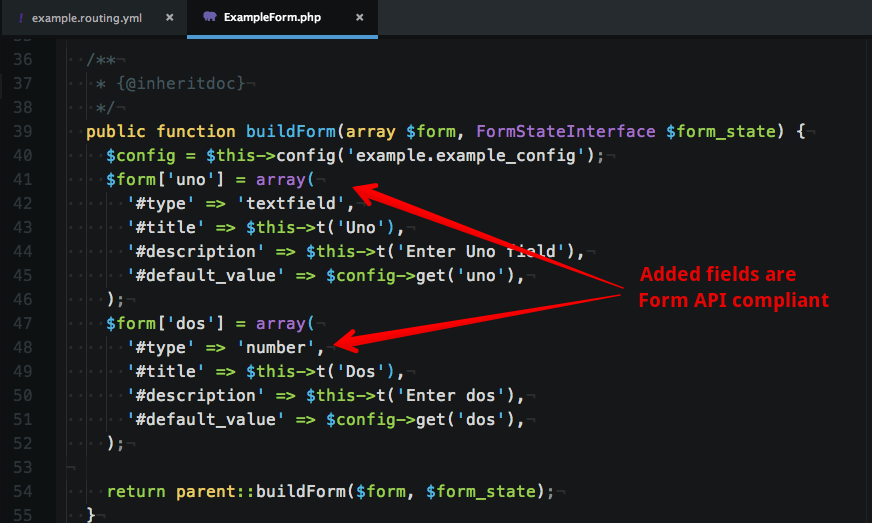 example.routing.yml × ExampleForm.php ×
35
36 /**
37 * {@inheritdoc}
38 */
39 public function buildForm(array $form, FormStateInterface $form_state) {
40 $config = $this->config('example.example_config');
41 $form['uno'] = array(
42 '#type' => 'textfield',
43 '#title' => $this->t('Uno'),
44 '#description' => $this->t('Enter Uno field'),
45 '#default_value' => $config->get('uno'),
46 );
47 $form['dos'] = array(
48 '#type' => 'number',
49 '#title' => $this->t('Dos'),
50 '#description' => $this->t('Enter dos'),
51 '#default_value' => $config->get('dos'),
52 );
53
54 return parent::buildForm($form, $form_state);
55 }
Added fields are
Form API compliant